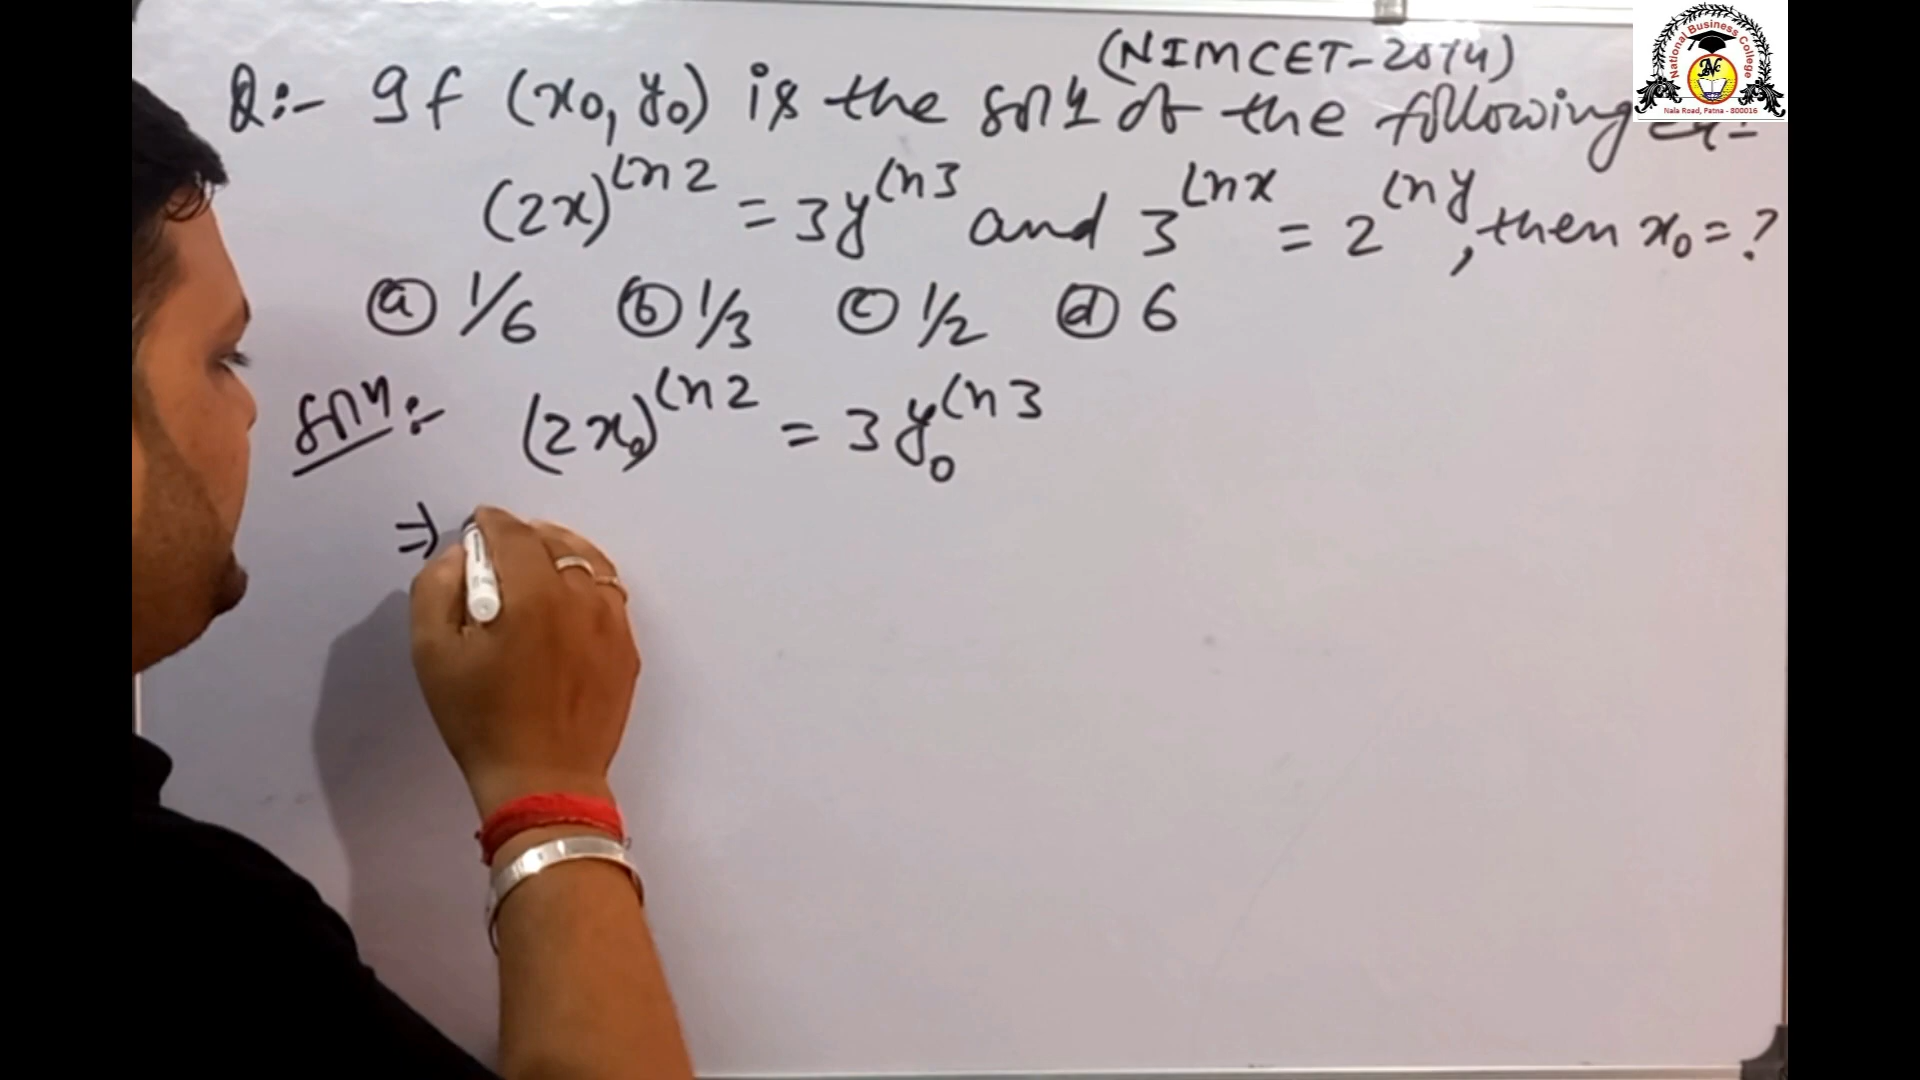 (NIMCET-2014)
Q:- If (x₀, y₀) is the solⁿ of the following
(2x)^ln2 = 3y^ln3 and 3^lnx = 2^lny, then x₀ = ?
(a) 1/6 (b) 1/3 (c) 1/2 (d) 6
Solⁿ:- (2x₀)^ln2 = 3y₀^ln3
⇒
National Business College
NBC
Nala Road, Patna - 800016